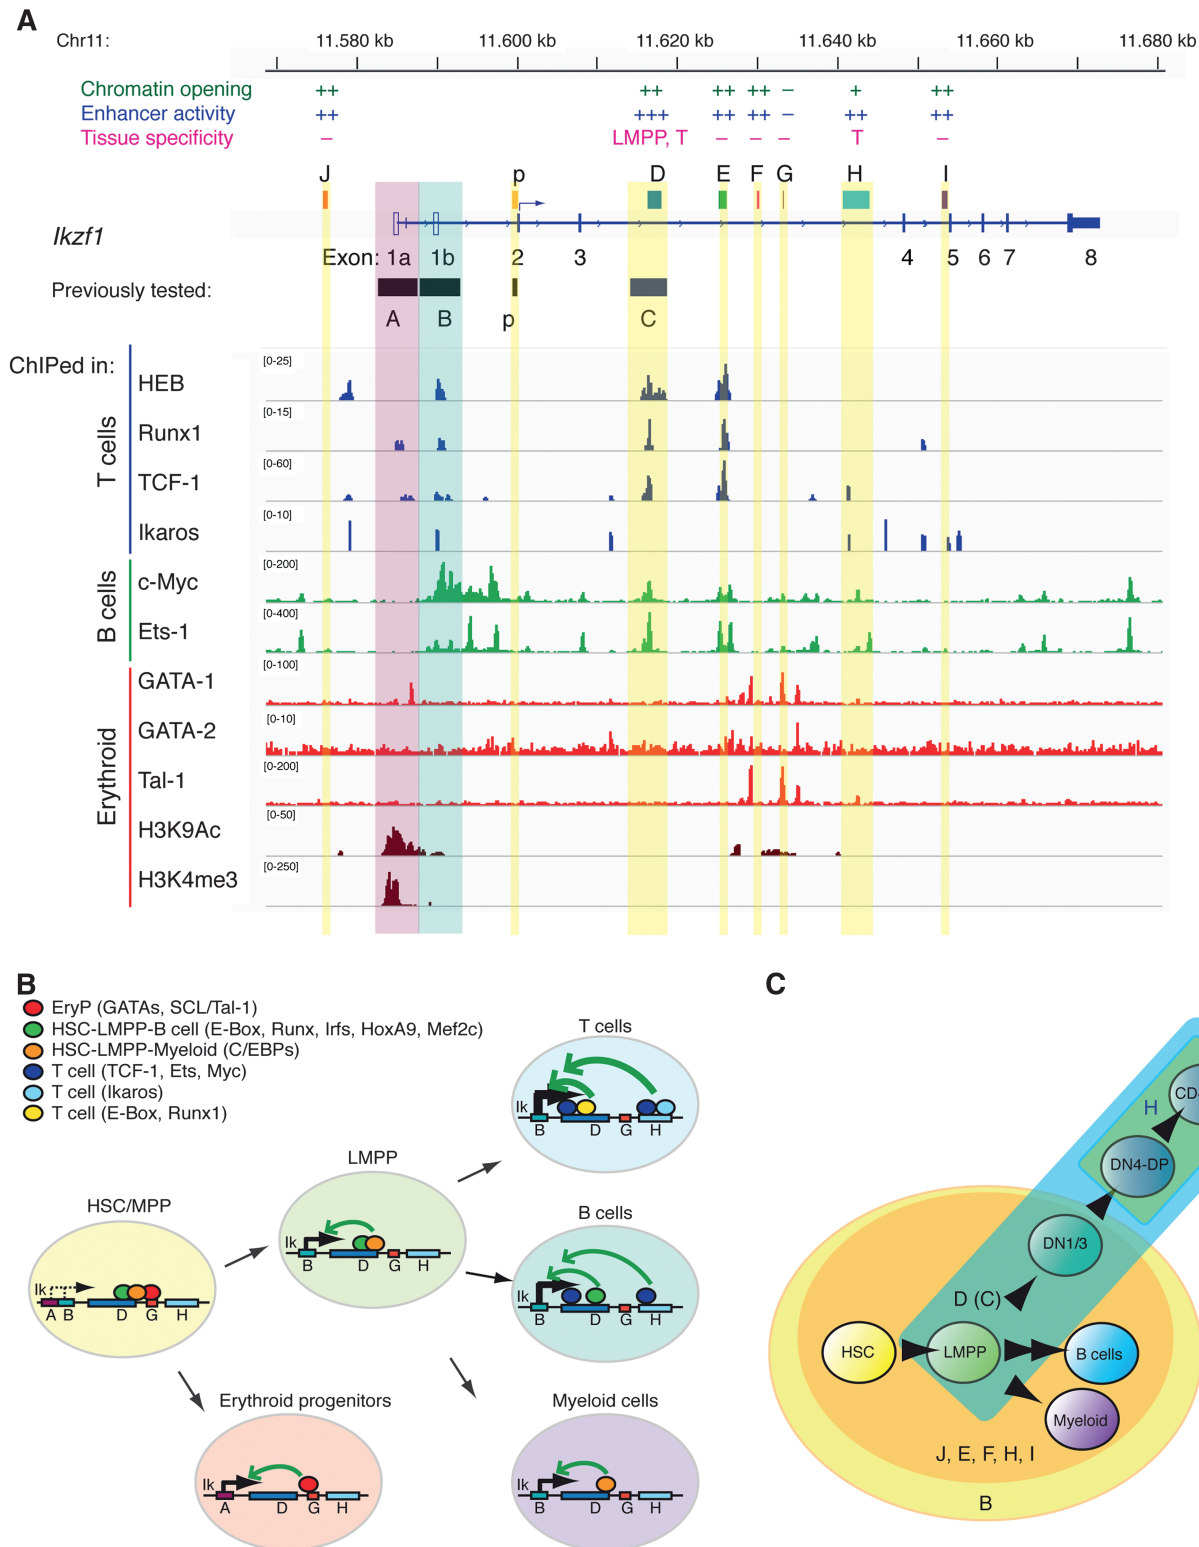 A
Chr11: 11,580 kb 11,600 kb 11,620 kb 11,640 kb 11,660 kb 11,680 kb
Chromatin opening ++ ++ ++ ++ – + ++
Enhancer activity ++ +++ ++ ++ – ++ ++
Tissue specificity – LMPP, T – – – T –
J p D E F G H I
Ikzf1
Exon: 1a 1b 2 3 4 5 6 7 8
Previously tested:
A B p C
ChIPed in:
T cells
[0-25]
HEB
[0-15]
Runx1
[0-60]
TCF-1
[0-10]
Ikaros
B cells
[0-200]
c-Myc
[0-400]
Ets-1
Erythroid
[0-100]
GATA-1
[0-10]
GATA-2
[0-200]
Tal-1
[0-50]
H3K9Ac
[0-250]
H3K4me3
B
EryP (GATAs, SCL/Tal-1)
HSC-LMPP-B cell (E-Box, Runx, Irfs, HoxA9, Mef2c)
HSC-LMPP-Myeloid (C/EBPs)
T cell (TCF-1, Ets, Myc)
T cell (Ikaros)
T cell (E-Box, Runx1)
T cells
Ik
B D G H
LMPP
Ik
B D G H
HSC/MPP
Ik
A B D G H
B cells
Ik
B D G H
Erythroid progenitors
Ik
A D G H
Myeloid cells
Ik
B D G H
C
CD4
H
DN4-DP
DN1/3
D (C)
HSC LMPP B cells
Myeloid
J, E, F, H, I
B